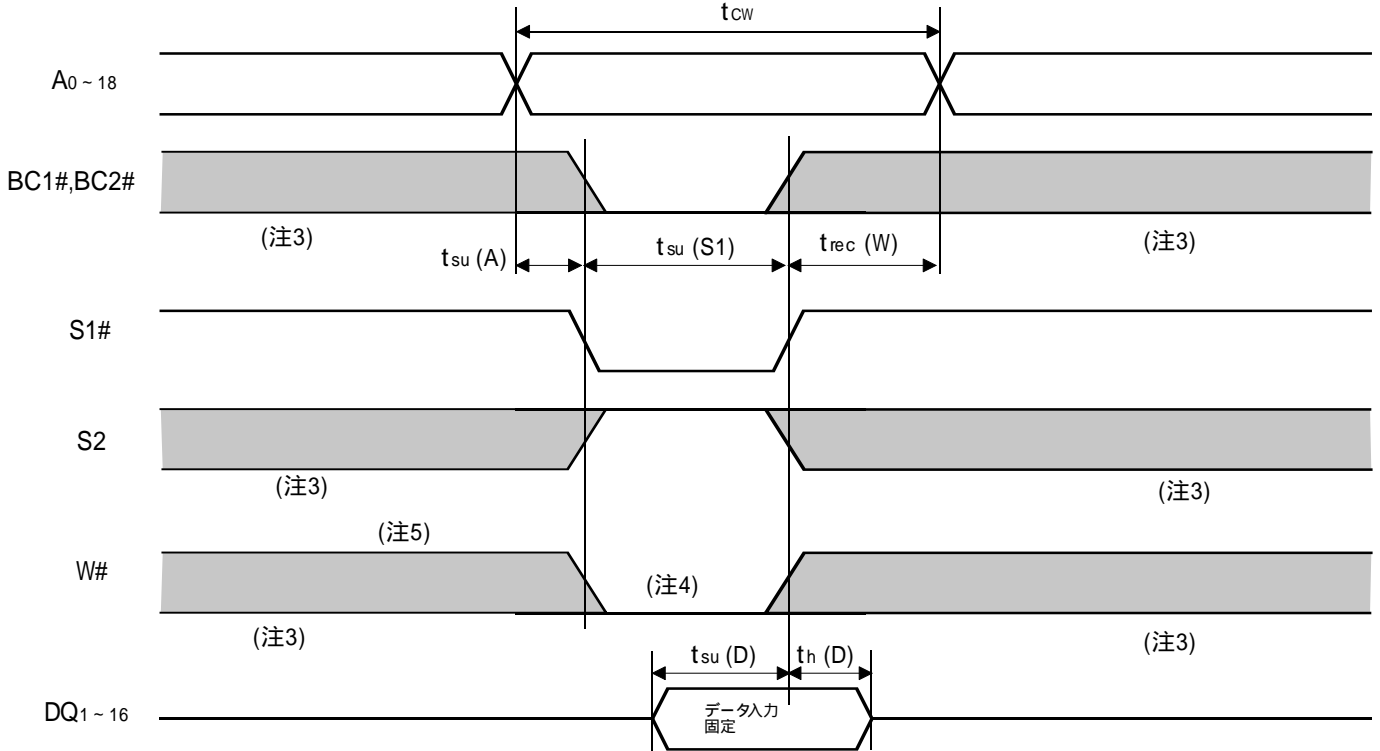 tCW
A0 ~ 18
BC1#,BC2#
(注3)
tsu (A)
tsu (S1)
trec (W)
(注3)
S1#
S2
(注3)
(注3)
(注5)
W#
(注4)
(注3)
(注3)
tsu (D)
th (D)
DQ1 ~ 16
データ入力
固定